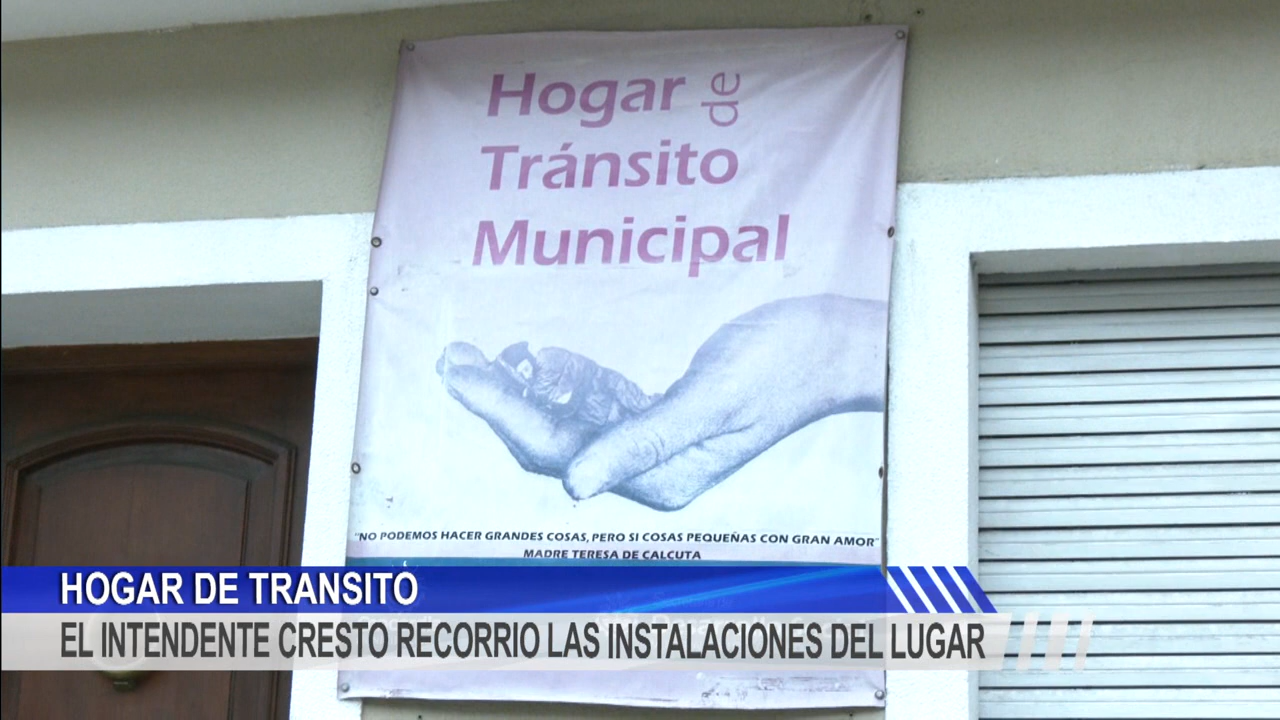 Hogar de
Tránsito
Municipal
"NO PODEMOS HACER GRANDES COSAS, PERO SI COSAS PEQUEÑAS CON GRAN AMOR"
MADRE TERESA DE CALCUTA
HOGAR DE TRANSITO
EL INTENDENTE CRESTO RECORRIO LAS INSTALACIONES DEL LUGAR